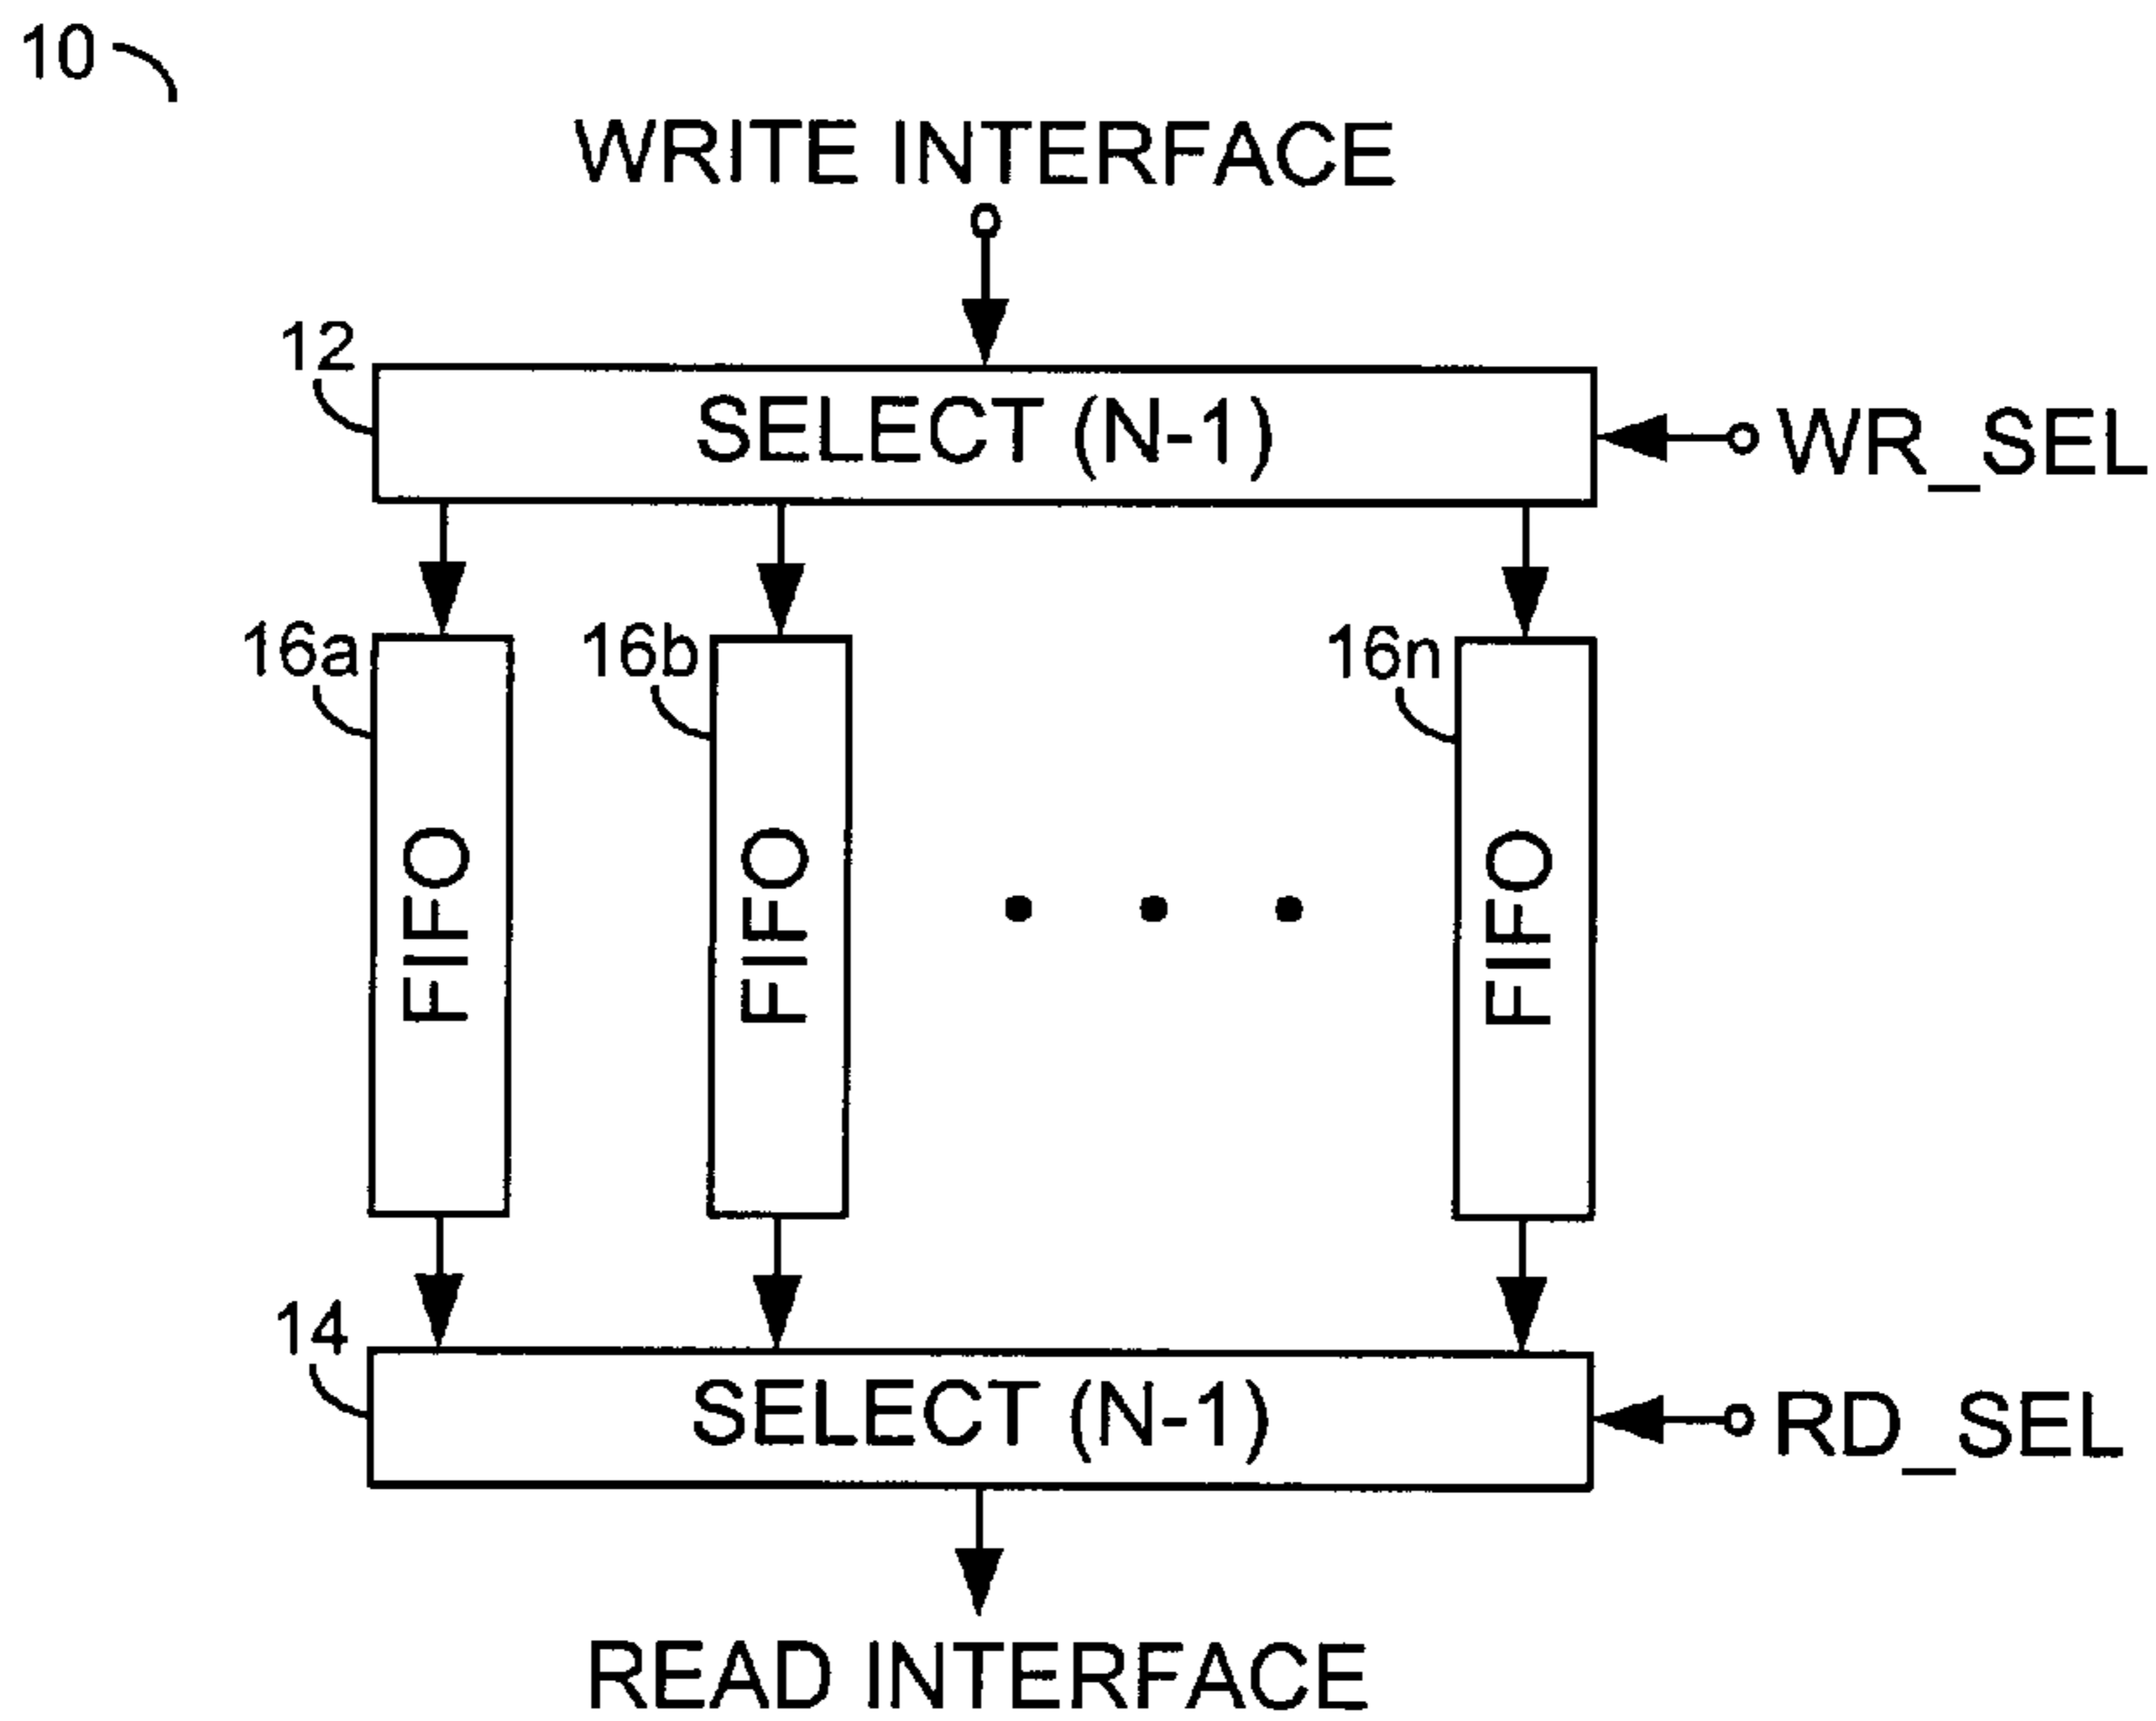 10
WRITE INTERFACE
12
SELECT (N-1)
WR_SEL
16a
16b
16n
FIFO
FIFO
FIFO
14
SELECT (N-1)
RD_SEL
READ INTERFACE